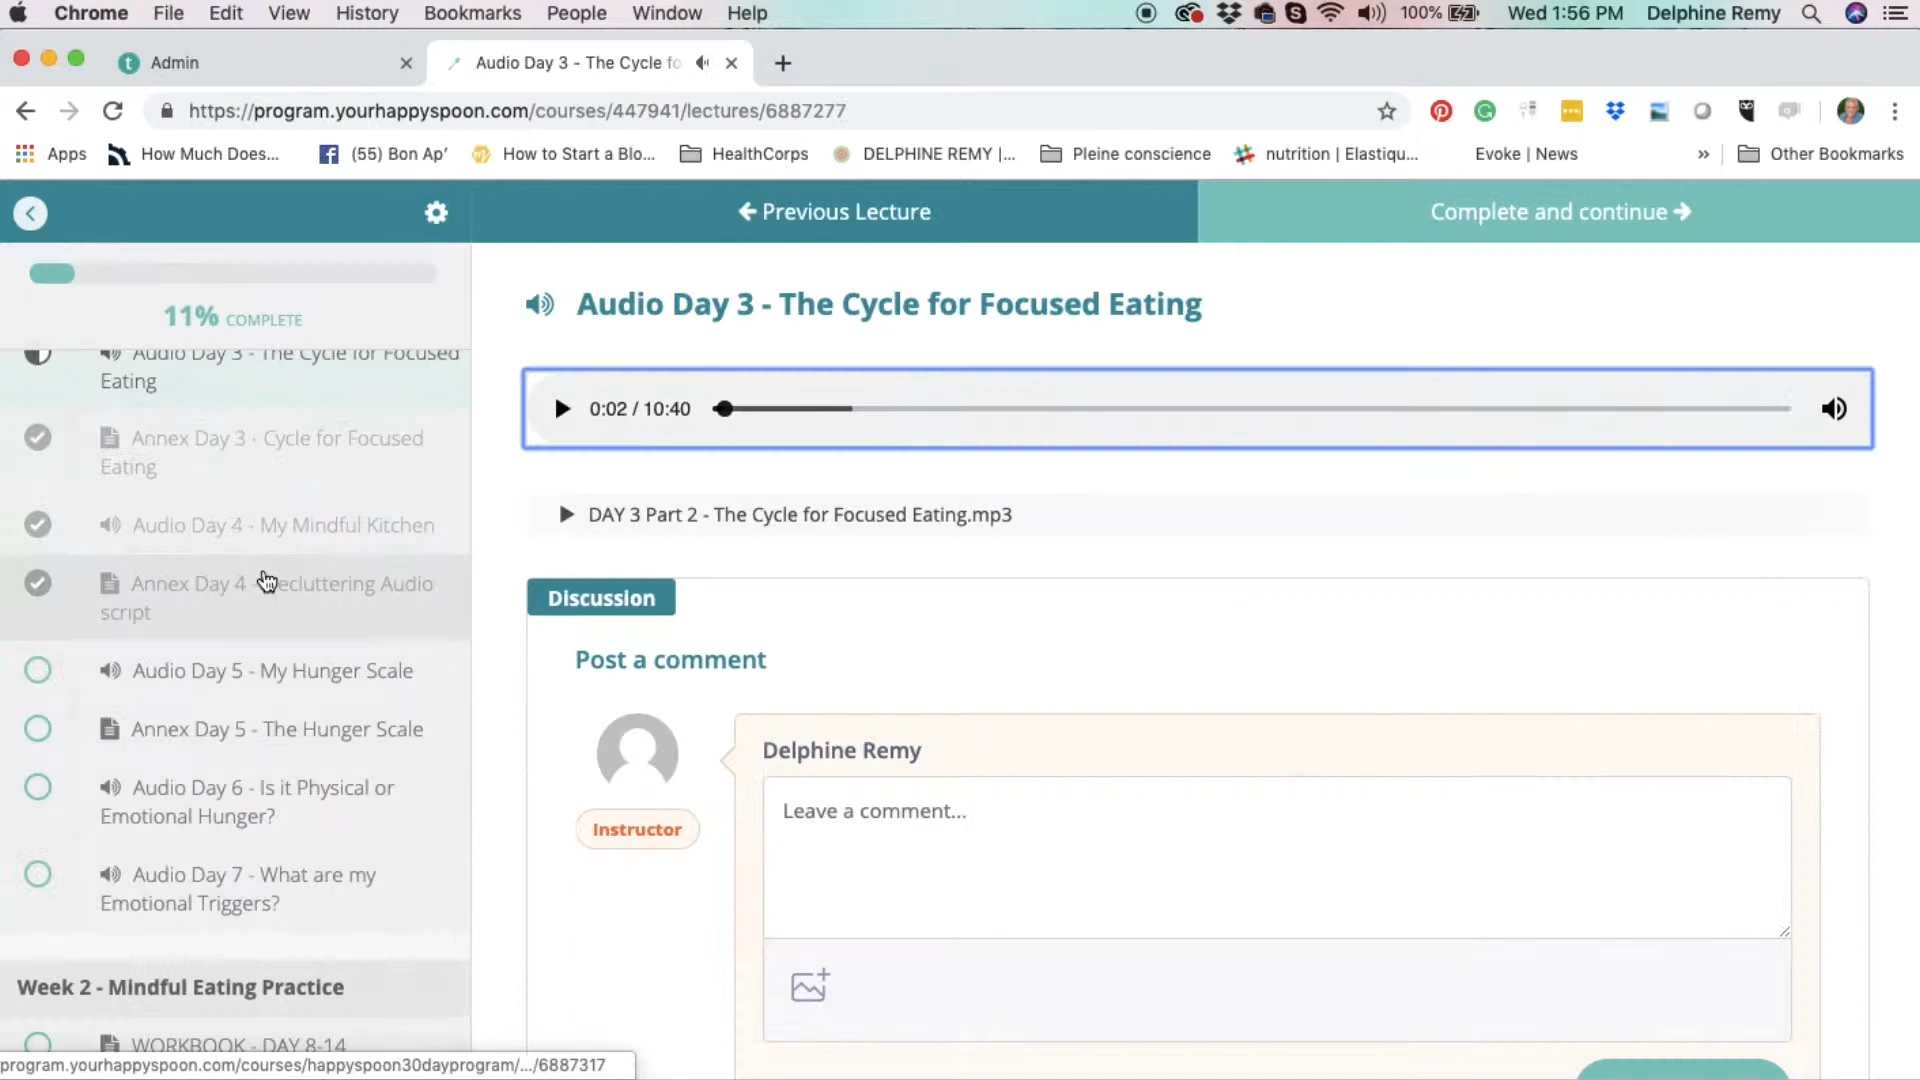 Chrome File Edit View History Bookmarks People Window Help 100% Wed 1:56 PM Delphine Remy
t Admin Audio Day 3 - The Cycle fo
https://program.yourhappyspoon.com/courses/447941/lectures/6887277
Apps How Much Does... (55) Bon Ap' How to Start a Blo... HealthCorps DELPHINE REMY |... Pleine conscience nutrition | Elastiqu... Evoke | News » Other Bookmarks
Previous Lecture Complete and continue
11% COMPLETE
Audio Day 3 - The Cycle for Focused
Eating
Annex Day 3 - Cycle for Focused
Eating
Audio Day 4 - My Mindful Kitchen
Annex Day 4 - ecluttering Audio
script
Audio Day 5 - My Hunger Scale
Annex Day 5 - The Hunger Scale
Audio Day 6 - Is it Physical or
Emotional Hunger?
Audio Day 7 - What are my
Emotional Triggers?
Week 2 - Mindful Eating Practice
WORKBOOK - DAY 8-14
program.yourhappyspoon.com/courses/happyspoon30dayprogram/.../6887317
Audio Day 3 - The Cycle for Focused Eating
0:02 / 10:40
DAY 3 Part 2 - The Cycle for Focused Eating.mp3
Discussion
Post a comment
Delphine Remy
Leave a comment...
Instructor